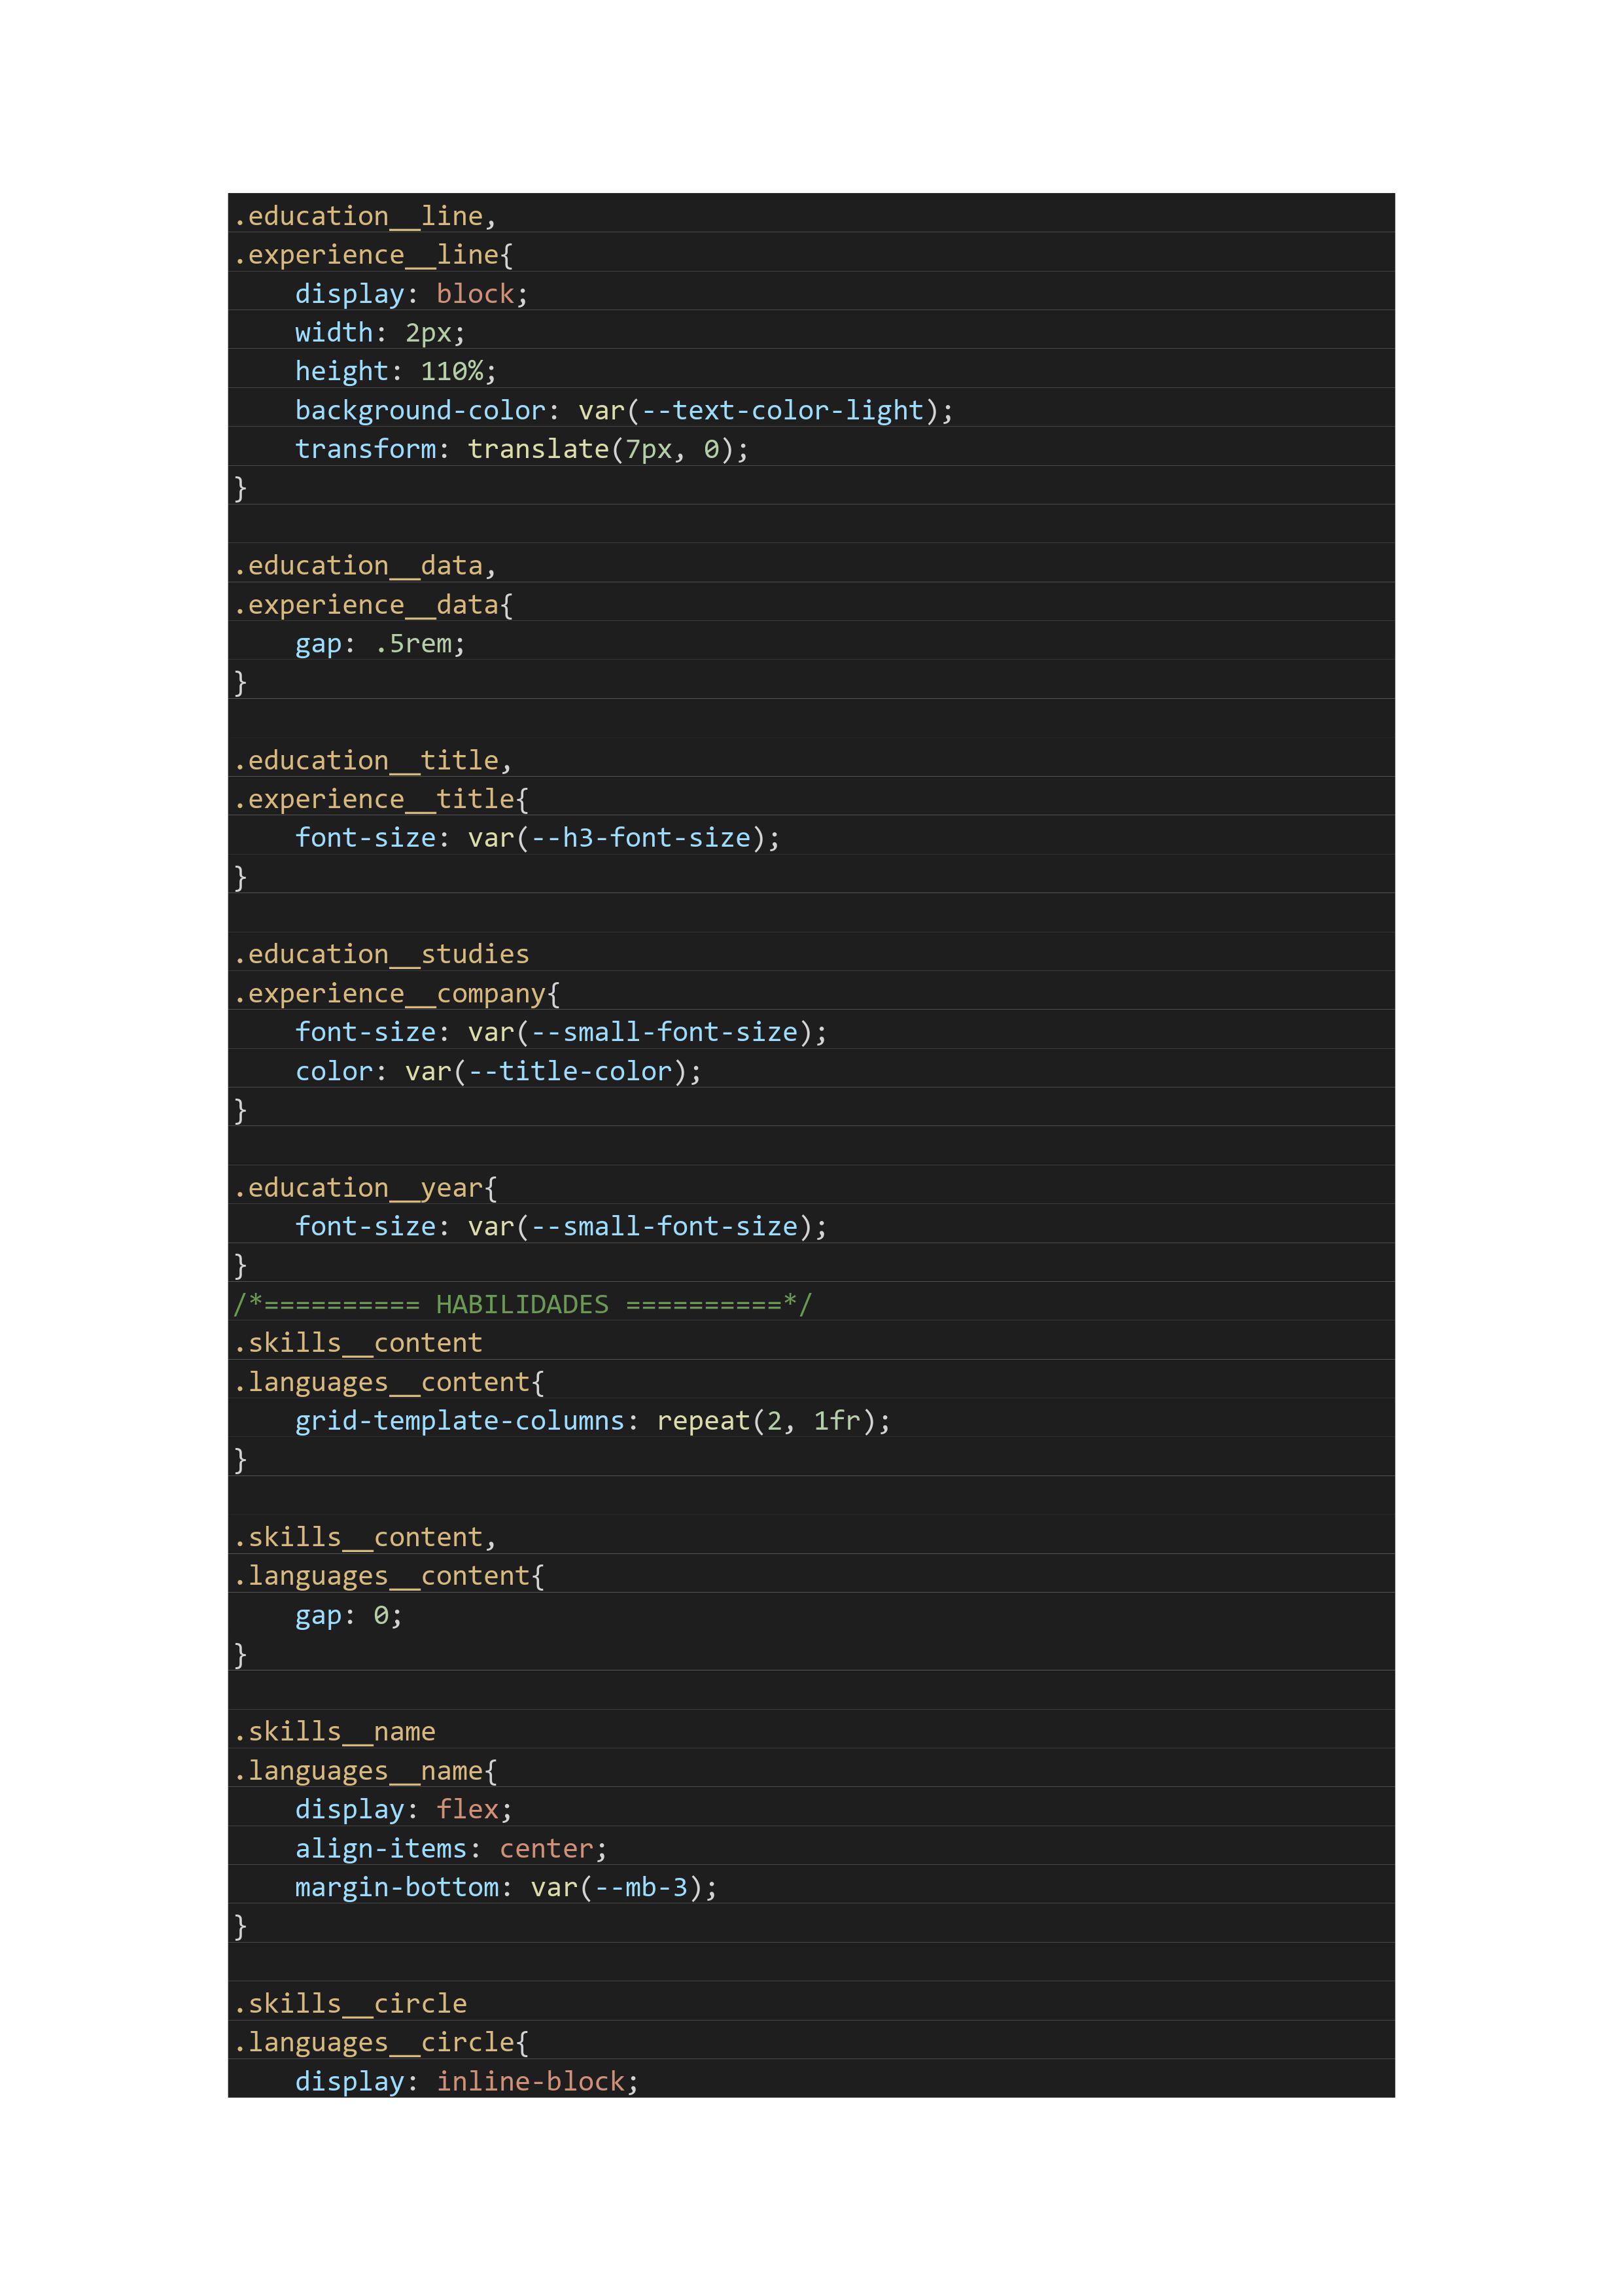 .education__line,
.experience__line{
    display: block;
    width: 2px;
    height: 110%;
    background-color: var(--text-color-light);
    transform: translate(7px, 0);
}

.education__data,
.experience__data{
    gap: .5rem;
}

.education__title,
.experience__title{
    font-size: var(--h3-font-size);
}

.education__studies
.experience__company{
    font-size: var(--small-font-size);
    color: var(--title-color);
}

.education__year{
    font-size: var(--small-font-size);
}
/*========== HABILIDADES ==========*/
.skills__content
.languages__content{
    grid-template-columns: repeat(2, 1fr);
}

.skills__content,
.languages__content{
    gap: 0;
}

.skills__name
.languages__name{
    display: flex;
    align-items: center;
    margin-bottom: var(--mb-3);
}

.skills__circle
.languages__circle{
    display: inline-block;